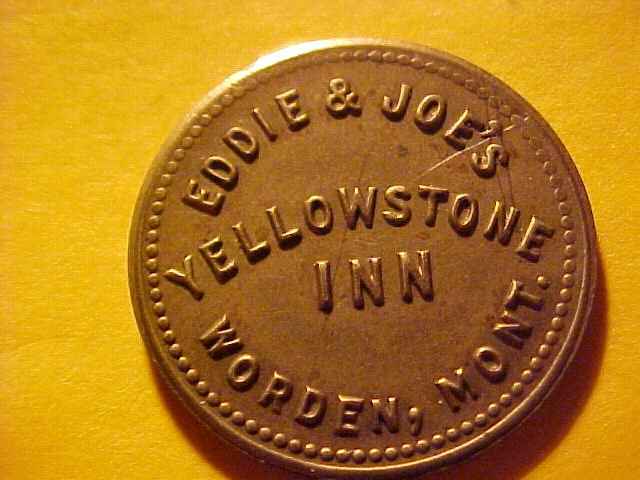 EDDIE & JOE'S
YELLOWSTONE
INN
WORDEN, MONT.